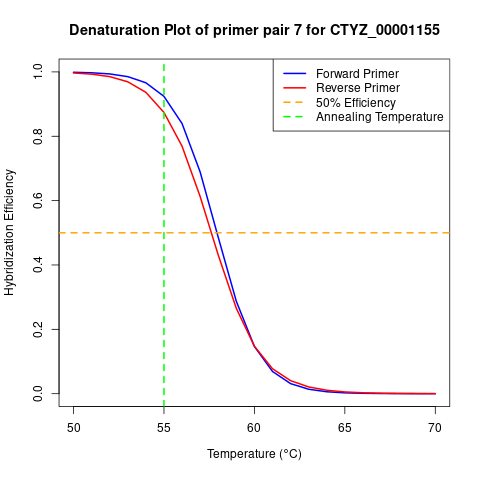 Denaturation Plot of primer pair 7 for CTYZ_00001155
Forward Primer
Reverse Primer
50% Efficiency
Annealing Temperature
Hybridization Efficiency
1.0
0.8
0.6
0.4
0.2
0.0
50
55
60
65
70
Temperature (°C)